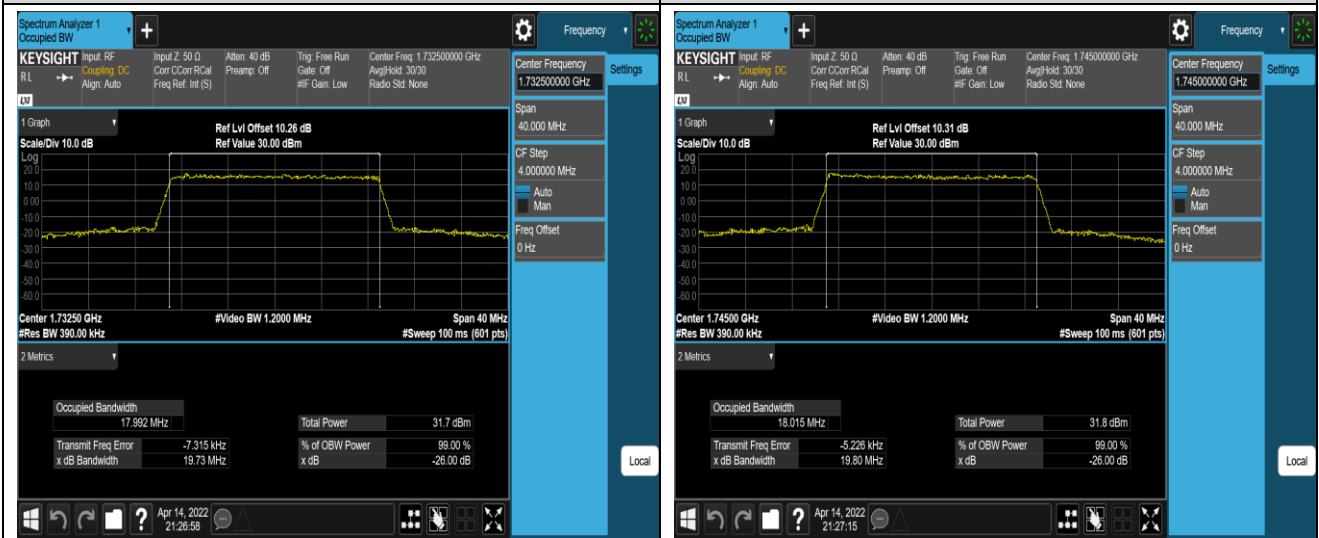 Spectrum Analyzer 1
Occupied BW
+
Frequency
KEYSIGHT
RL
LXI
Input: RF
Coupling: DC
Align: Auto
Input Z: 50 Ω
Corr CCorr RCal
Freq Ref: Int (S)
Atten: 40 dB
Preamp: Off
Trig: Free Run
Gate: Off
#IF Gain: Low
Center Freq: 1.732500000 GHz
Avg|Hold: 30/30
Radio Std: None
Center Frequency
1.732500000 GHz
Settings
Span
40.000 MHz
CF Step
4.000000 MHz
Auto
Man
Freq Offset
0 Hz
Local
1 Graph
Scale/Div 10.0 dB
Ref Lvl Offset 10.26 dB
Ref Value 30.00 dBm
Log
20.0
10.0
0.00
-10.0
-20.0
-30.0
-40.0
-50.0
-60.0
Center 1.73250 GHz
#Res BW 390.00 kHz
#Video BW 1.2000 MHz
Span 40 MHz
#Sweep 100 ms (601 pts)
2 Metrics
Occupied Bandwidth
17.992 MHz
Total Power 31.7 dBm
Transmit Freq Error -7.315 kHz
% of OBW Power 99.00 %
x dB Bandwidth 19.73 MHz
x dB -26.00 dB
?
Apr 14, 2022
21:26:58
Spectrum Analyzer 1
Occupied BW
+
Frequency
KEYSIGHT
RL
LXI
Input: RF
Coupling: DC
Align: Auto
Input Z: 50 Ω
Corr CCorr RCal
Freq Ref: Int (S)
Atten: 40 dB
Preamp: Off
Trig: Free Run
Gate: Off
#IF Gain: Low
Center Freq: 1.745000000 GHz
Avg|Hold: 30/30
Radio Std: None
Center Frequency
1.745000000 GHz
Settings
Span
40.000 MHz
CF Step
4.000000 MHz
Auto
Man
Freq Offset
0 Hz
Local
1 Graph
Scale/Div 10.0 dB
Ref Lvl Offset 10.31 dB
Ref Value 30.00 dBm
Log
20.0
10.0
0.00
-10.0
-20.0
-30.0
-40.0
-50.0
-60.0
Center 1.74500 GHz
#Res BW 390.00 kHz
#Video BW 1.2000 MHz
Span 40 MHz
#Sweep 100 ms (601 pts)
2 Metrics
Occupied Bandwidth
18.015 MHz
Total Power 31.8 dBm
Transmit Freq Error -5.226 kHz
% of OBW Power 99.00 %
x dB Bandwidth 19.80 MHz
x dB -26.00 dB
?
Apr 14, 2022
21:27:15